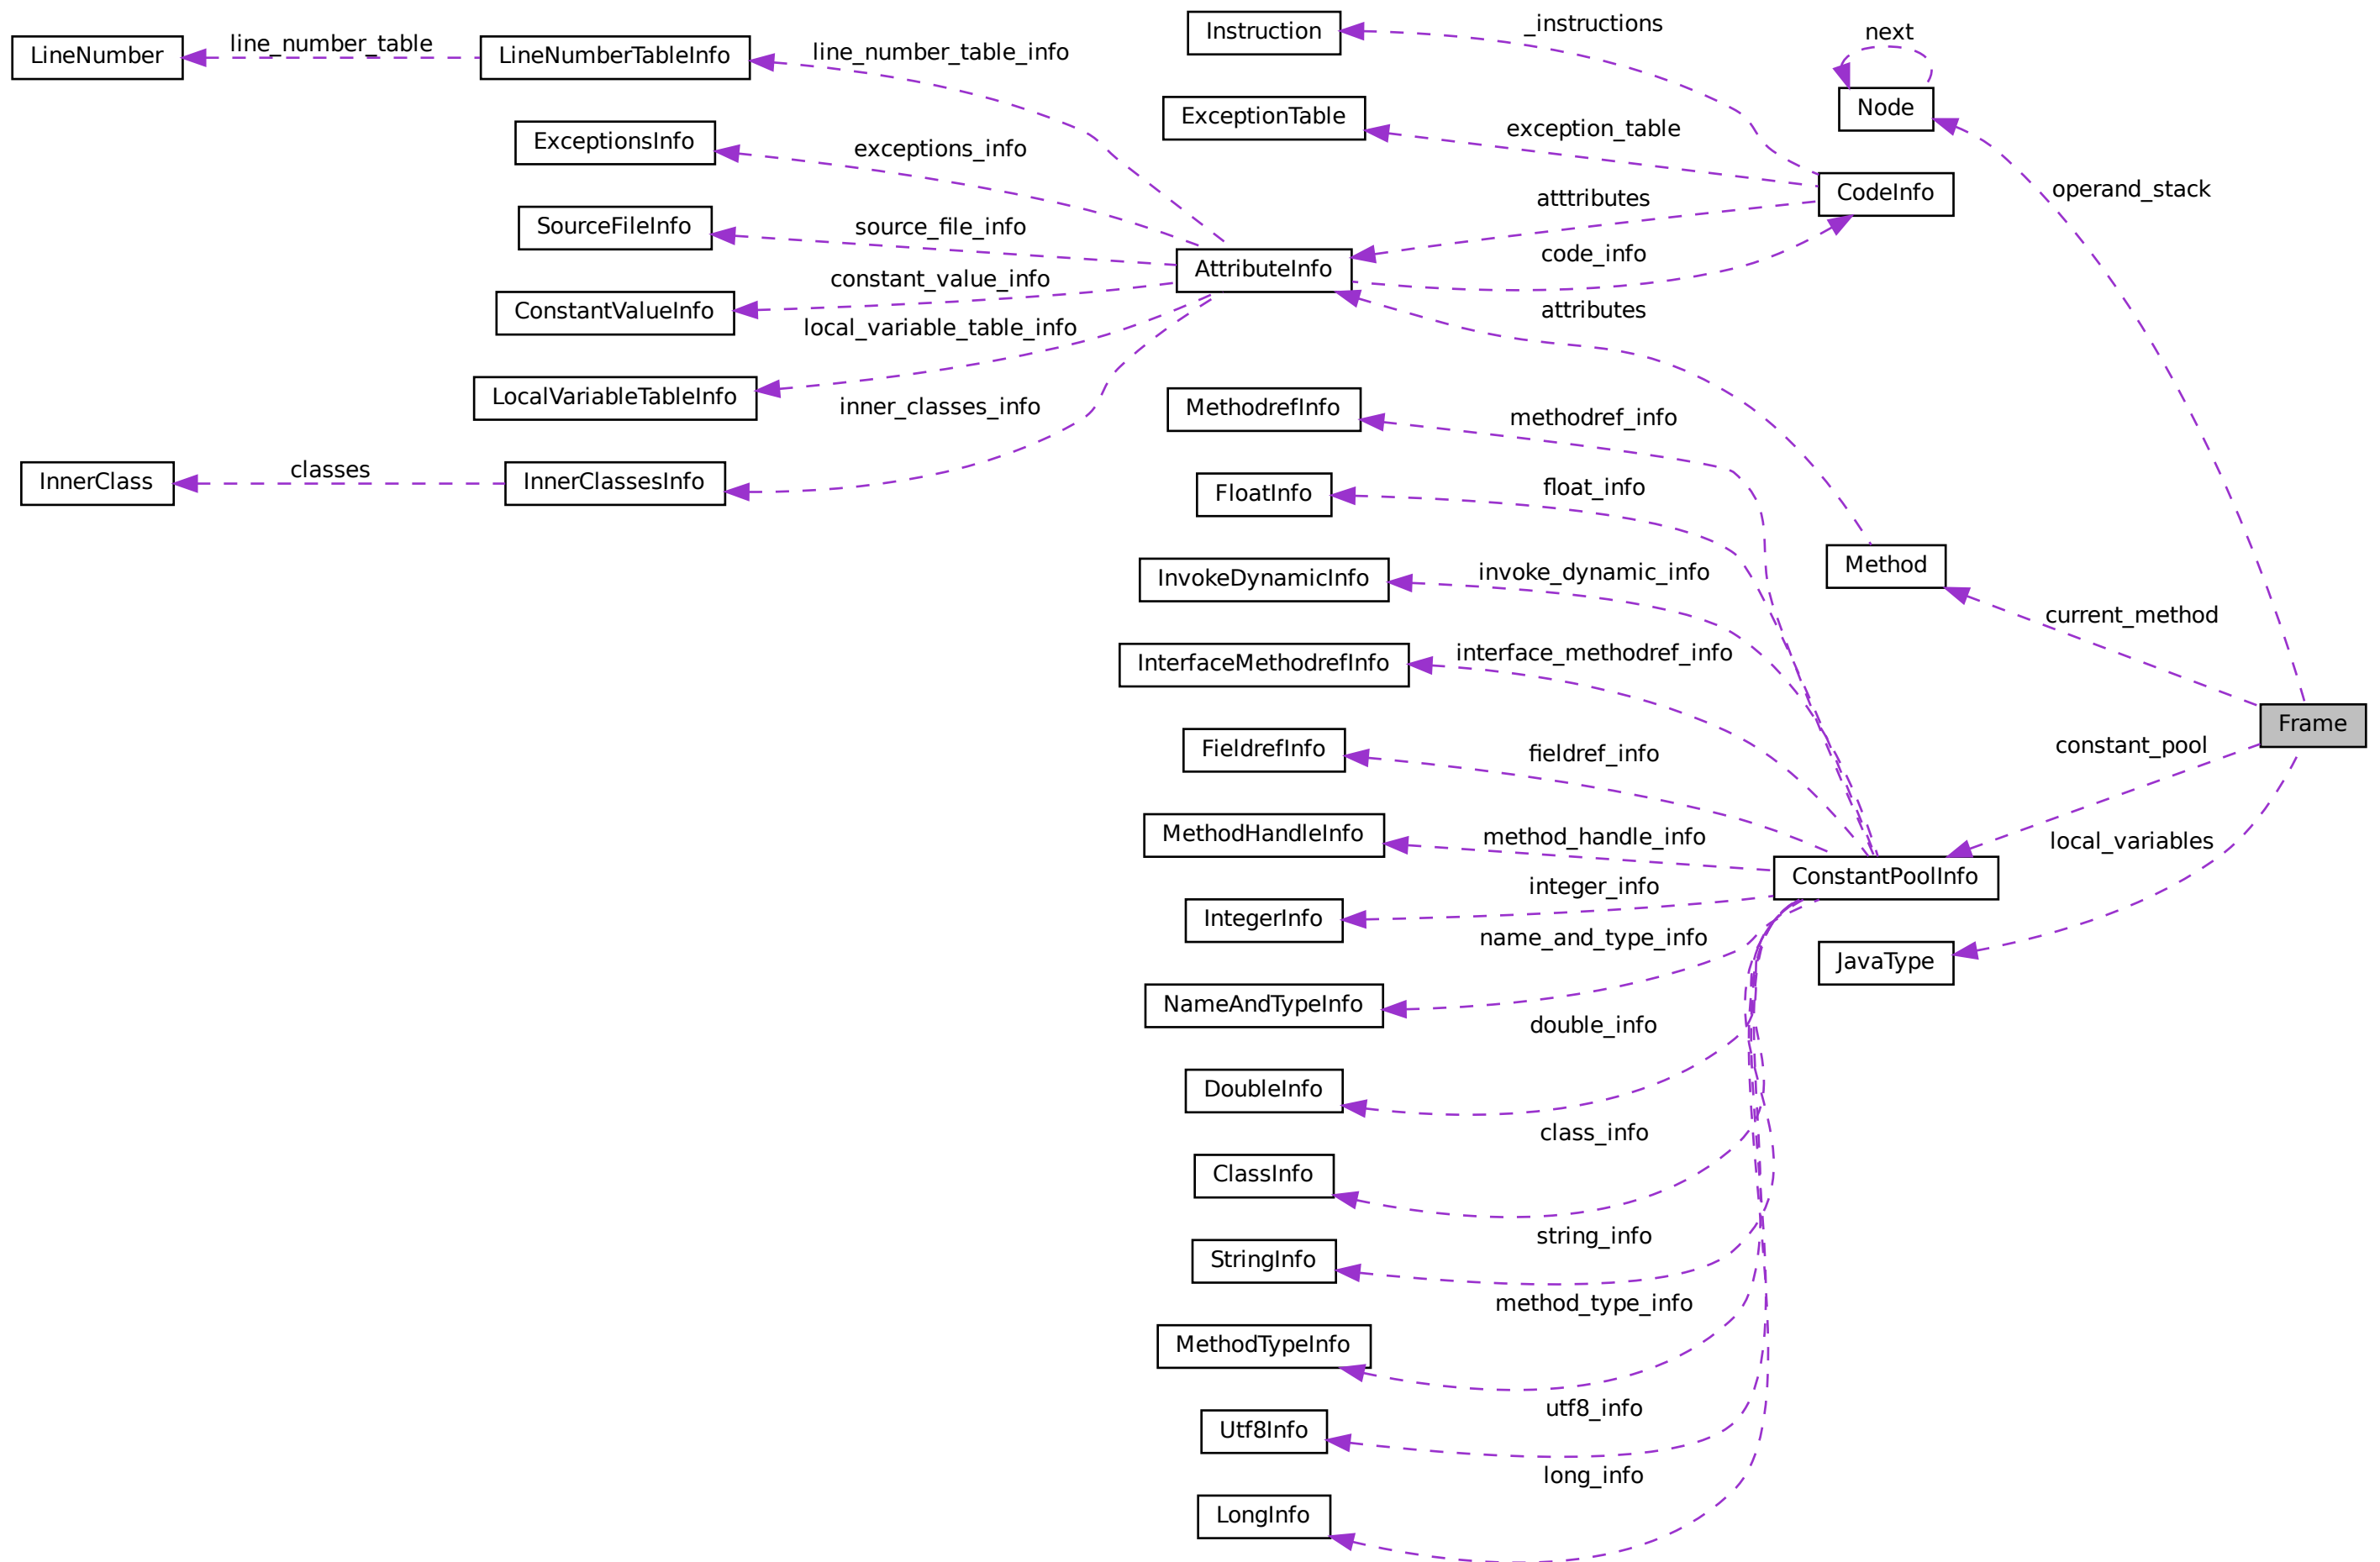 Instruction
_instructions
next
LineNumber
line_number_table
LineNumberTableInfo
line_number_table_info
Node
ExceptionTable
exception_table
ExceptionsInfo
exceptions_info
CodeInfo
operand_stack
atttributes
SourceFileInfo
source_file_info
AttributeInfo
code_info
constant_value_info
ConstantValueInfo
attributes
local_variable_table_info
LocalVariableTableInfo
inner_classes_info
MethodrefInfo
methodref_info
InnerClass
classes
InnerClassesInfo
FloatInfo
float_info
Method
InvokeDynamicInfo
invoke_dynamic_info
current_method
InterfaceMethodrefInfo
interface_methodref_info
Frame
FieldrefInfo
fieldref_info
constant_pool
MethodHandleInfo
method_handle_info
local_variables
ConstantPoolInfo
integer_info
IntegerInfo
name_and_type_info
JavaType
NameAndTypeInfo
double_info
DoubleInfo
class_info
ClassInfo
string_info
StringInfo
method_type_info
MethodTypeInfo
utf8_info
Utf8Info
long_info
LongInfo